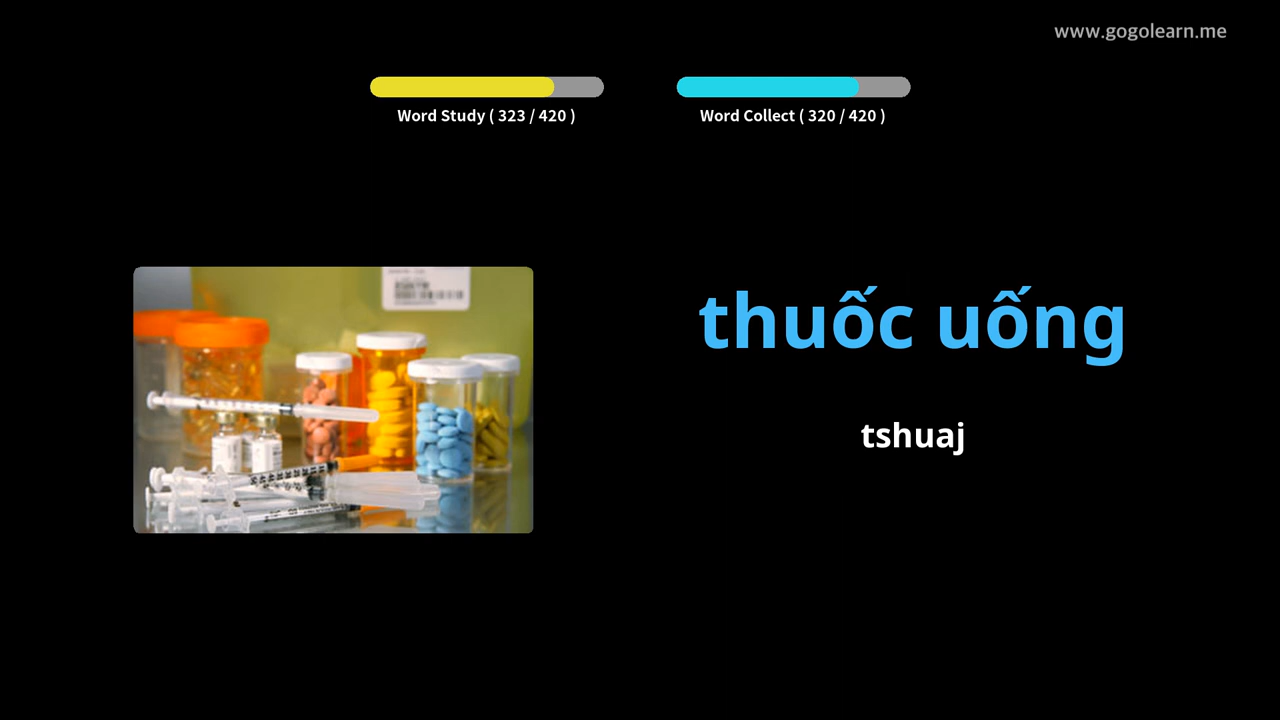 www.gogolearn.me
Word Study ( 323 / 420 )
Word Collect ( 320 / 420 )
thuốc uống
tshuaj